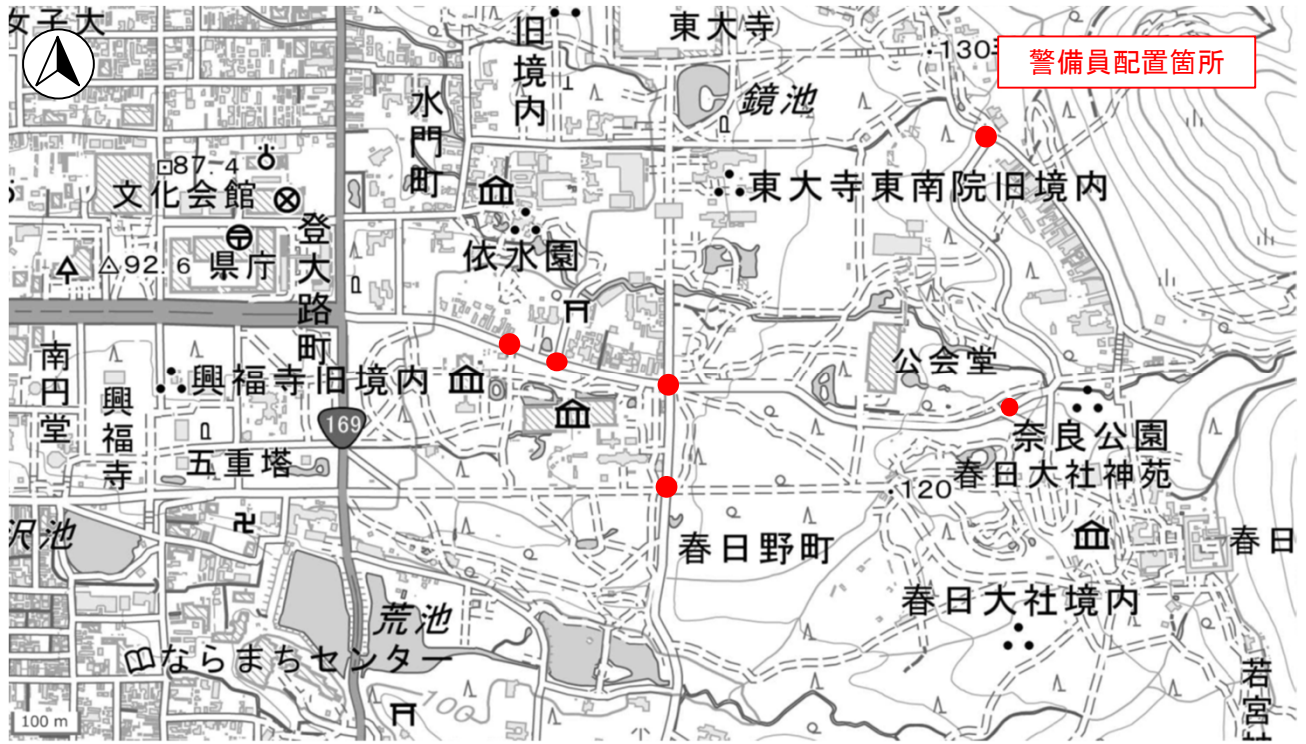 女子大
旧境内
東大寺
130
警備員配置箇所
水門町
鏡池
87.4
文化会館
東大寺東南院旧境内
登大路町
依水園
92.6
県庁
南円堂
興福寺
興福寺旧境内
公会堂
169
五重塔
奈良公園
120
春日大社神苑
沢池
春日野町
春日
春日大社境内
荒池
ならまちセンター
若宮
100
100 m